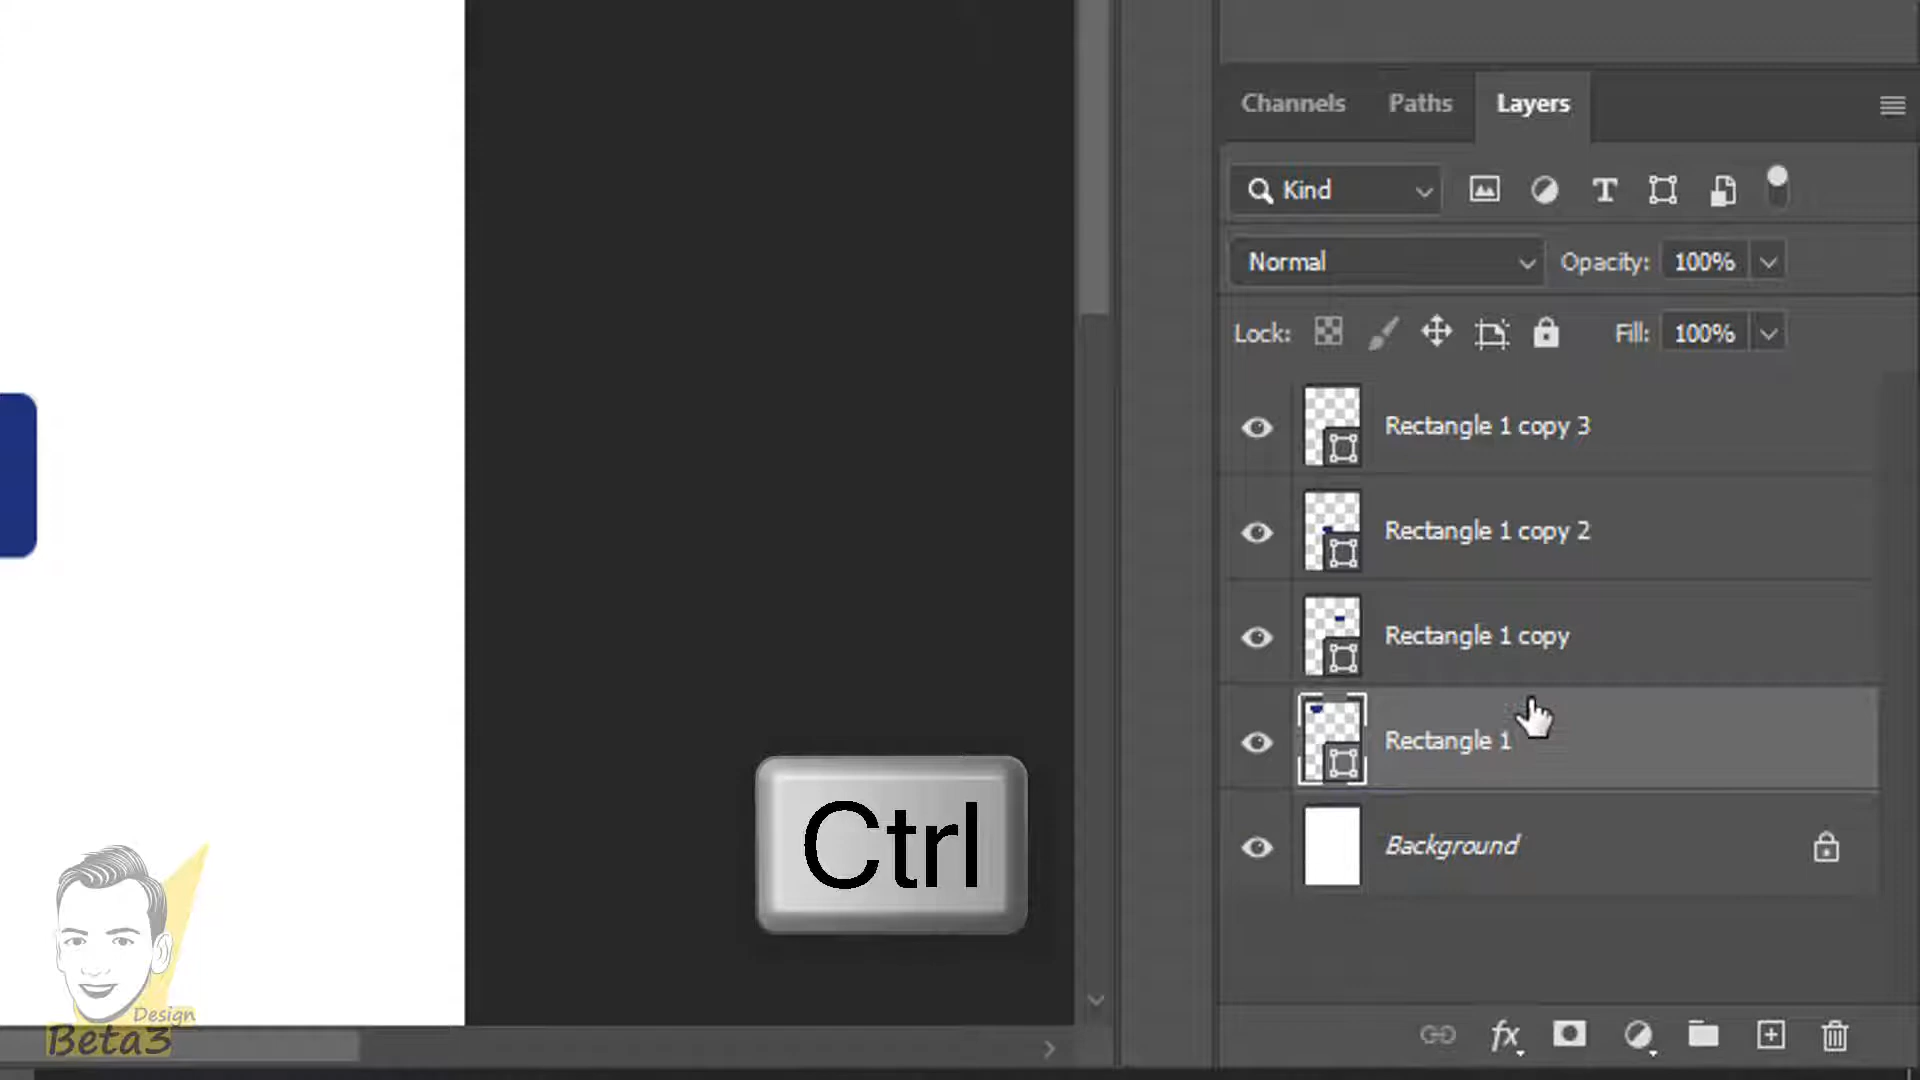 Channels Paths Layers
Kind T
Normal Opacity: 100%
Lock: Fill: 100%
Rectangle 1 copy 3
Rectangle 1 copy 2
Rectangle 1 copy
Rectangle 1
Background
Ctrl
Design
Beta3
fx